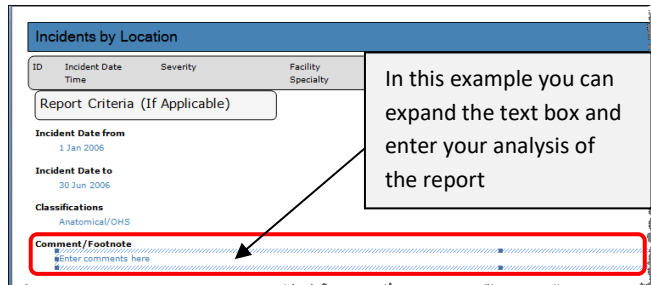 Incidents by Location
ID Incident Date Severity Facility
Time Specialty
Report Criteria (If Applicable)
In this example you can
expand the text box and
enter your analysis of
the report
Incident Date from
1 Jan 2006
Incident Date to
30 Jun 2006
Classifications
Anatomical/OHS
Comment/Footnote
Enter comments here